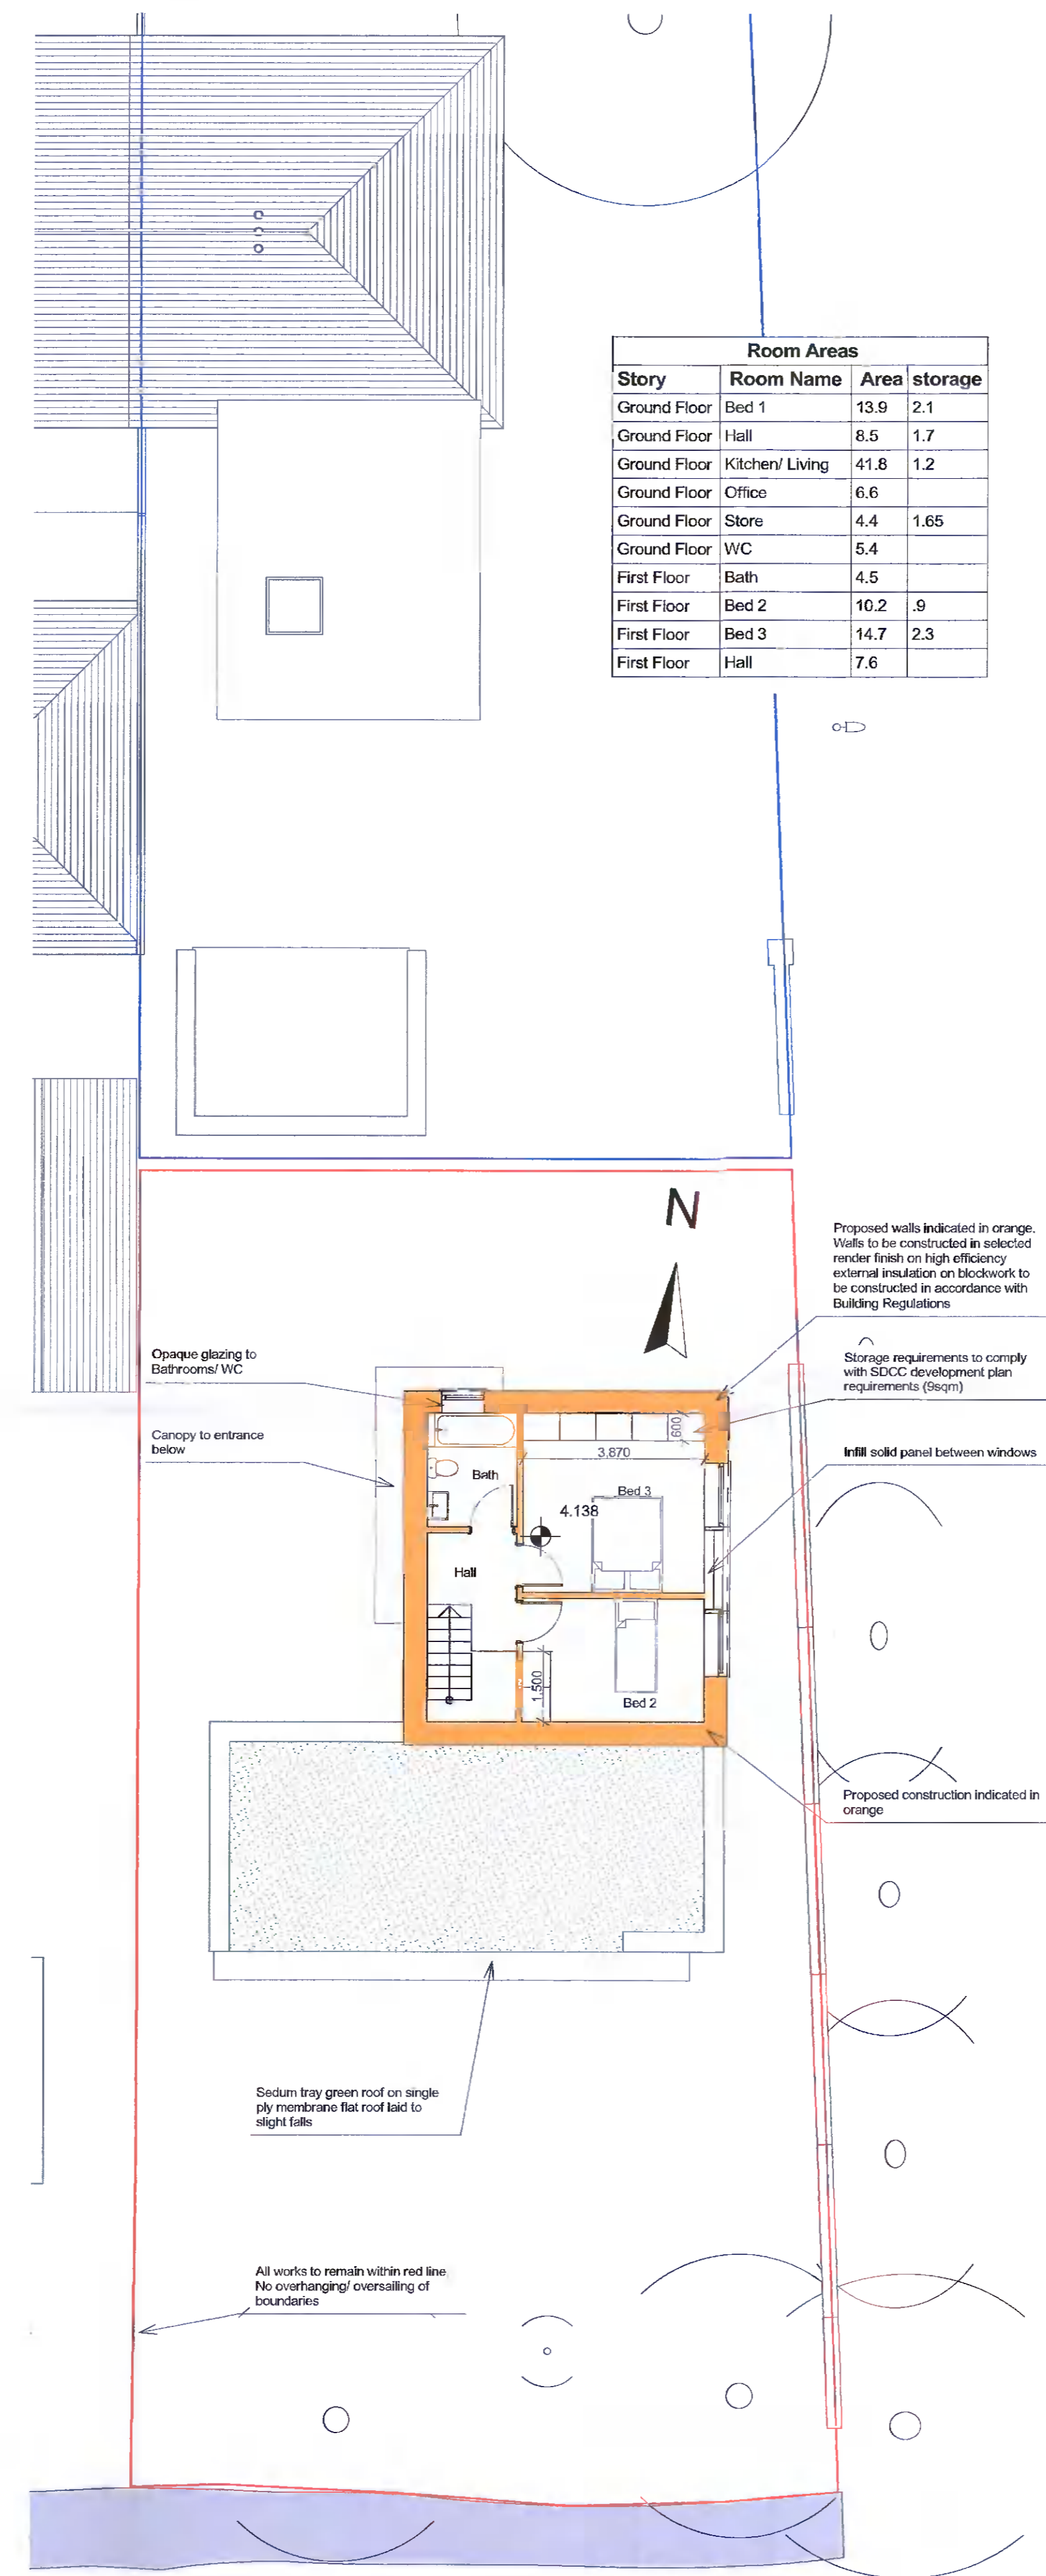 Room Areas
Story Room Name Area storage
Ground Floor Bed 1 13.9 2.1
Ground Floor Hall 8.5 1.7
Ground Floor Kitchen/ Living 41.8 1.2
Ground Floor Office 6.6
Ground Floor Store 4.4 1.65
Ground Floor WC 5.4
First Floor Bath 4.5
First Floor Bed 2 10.2 .9
First Floor Bed 3 14.7 2.3
First Floor Hall 7.6
N
Proposed walls indicated in orange.
Walls to be constructed in selected
render finish on high efficiency
external insulation on blockwork to
be constructed in accordance with
Building Regulations
Opaque glazing to
Bathrooms/ WC
Storage requirements to comply
with SDCC development plan
requirements (9sqm)
Canopy to entrance
below
Infill solid panel between windows
600
3,870
Bath
Bed 3
4.138
Hall
1,500
Bed 2
Proposed construction indicated in
orange
Sedum tray green roof on single
ply membrane flat roof laid to
slight falls
All works to remain within red line
No overhanging/ oversailing of
boundaries